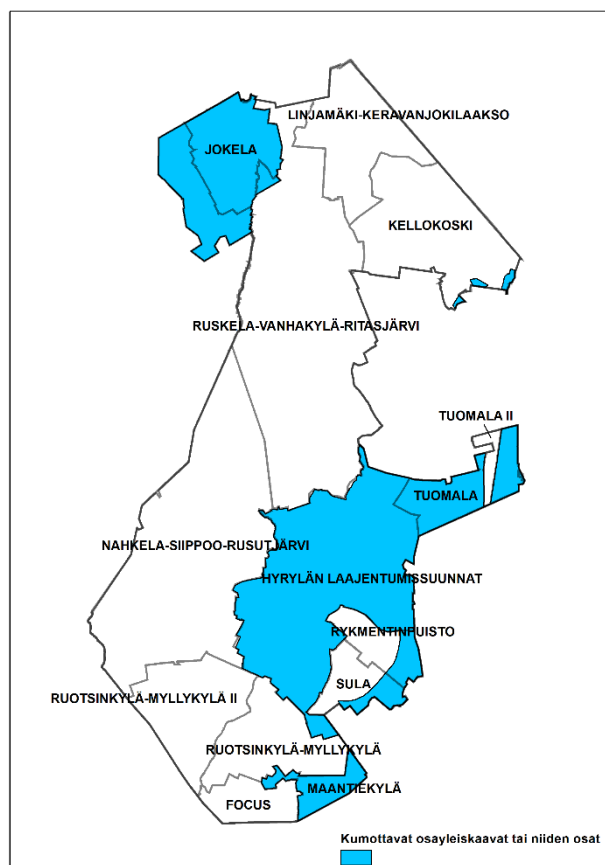 LINJAMÄKI-KERAVANJOKILAAKSO
JOKELA
KELLOKOSKI
RUSKELA-VANHAKYLÄ-RITASJÄRVI
TUOMALA II
TUOMALA
NAHKELA-SIIPPOO-RUSUTJÄRVI
HYRYLÄN LAAJENTUMISSUUNNAT
RYKMENTINPUISTO
SULA
RUOTSINKYLÄ-MYLLYKYLÄ II
RUOTSINKYLÄ-MYLLYKYLÄ
MAANTIEKYLÄ
FOCUS
Kumottavat osayleiskaavat tai niiden osat